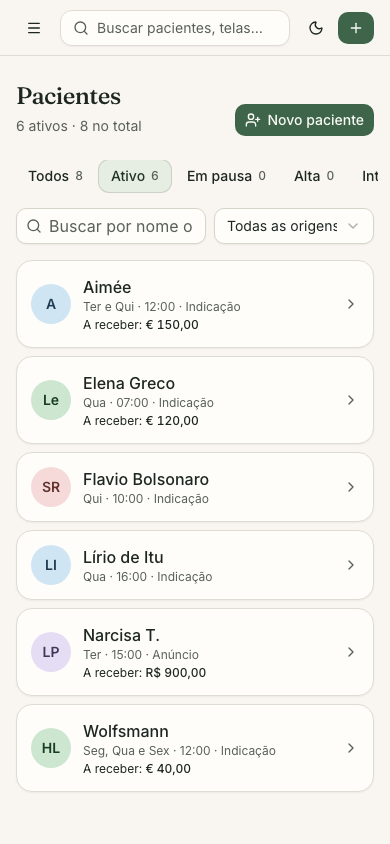 Buscar pacientes, telas...
Pacientes
6 ativos · 8 no total
Novo paciente
Todos 8
Ativo 6
Em pausa 0
Alta 0
Int
Buscar por nome o
Todas as origens
A
Aimée
Ter e Qui · 12:00 · Indicação
A receber: € 150,00
Le
Elena Greco
Qua · 07:00 · Indicação
A receber: € 120,00
SR
Flavio Bolsonaro
Qui · 10:00 · Indicação
LI
Lírio de Itu
Qua · 16:00 · Indicação
LP
Narcisa T.
Ter · 15:00 · Anúncio
A receber: R$ 900,00
HL
Wolfsmann
Seg, Qua e Sex · 12:00 · Indicação
A receber: € 40,00